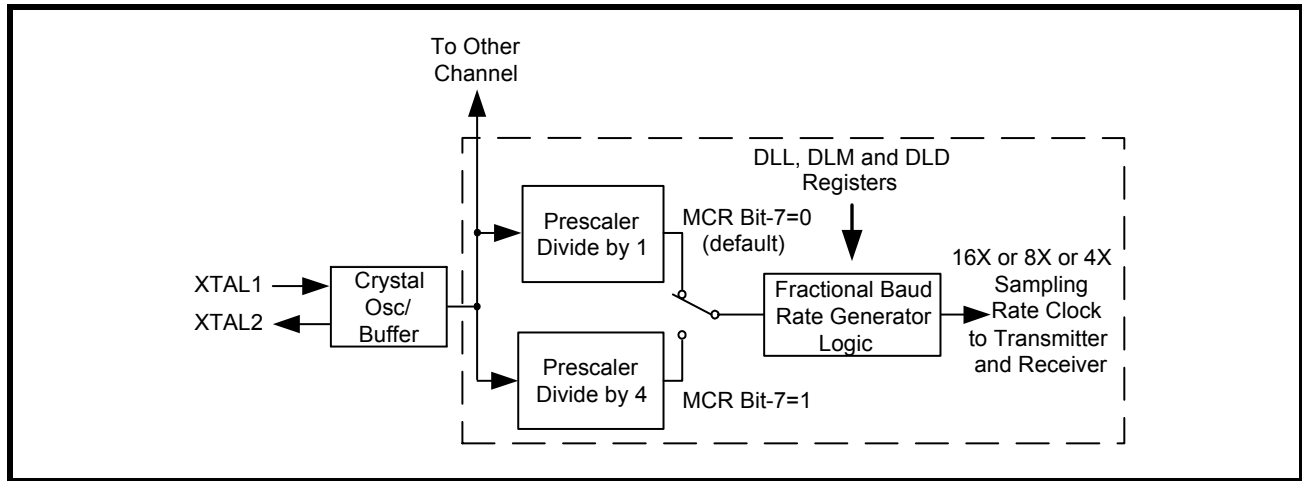 To Other
Channel
DLL, DLM and DLD
Registers
Prescaler
Divide by 1
MCR Bit-7=0
(default)
16X or 8X or 4X
Sampling
Rate Clock
to Transmitter
and Receiver
XTAL1
XTAL2
Crystal
Osc/
Buffer
Fractional Baud
Rate Generator
Logic
Prescaler
Divide by 4
MCR Bit-7=1